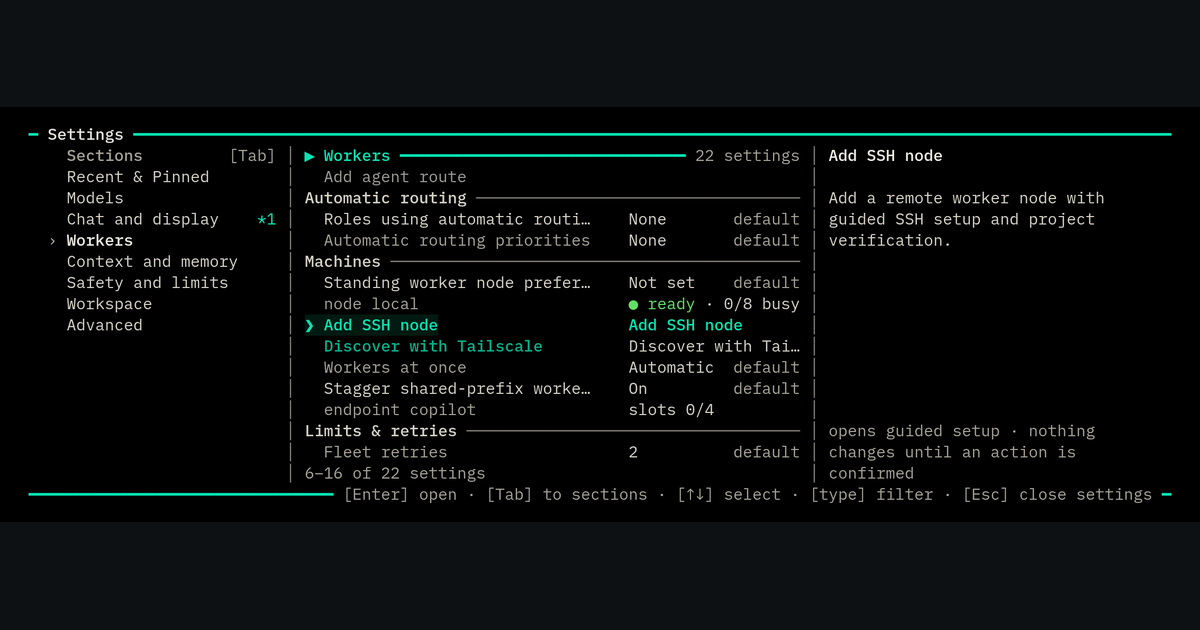 Settings
Sections [Tab]
Recent & Pinned
Models
Chat and display *1
› Workers
Context and memory
Safety and limits
Workspace
Advanced
▶ Workers 22 settings
Add agent route
Automatic routing
Roles using automatic routi… None default
Automatic routing priorities None default
Machines
Standing worker node prefer… Not set default
node local ● ready · 0/8 busy
❯ Add SSH node Add SSH node
Discover with Tailscale Discover with Tai…
Workers at once Automatic default
Stagger shared-prefix worke… On default
endpoint copilot slots 0/4
Limits & retries
Fleet retries 2 default
6–16 of 22 settings
Add SSH node
Add a remote worker node with
guided SSH setup and project
verification.
opens guided setup · nothing
changes until an action is
confirmed
[Enter] open · [Tab] to sections · [↑↓] select · [type] filter · [Esc] close settings